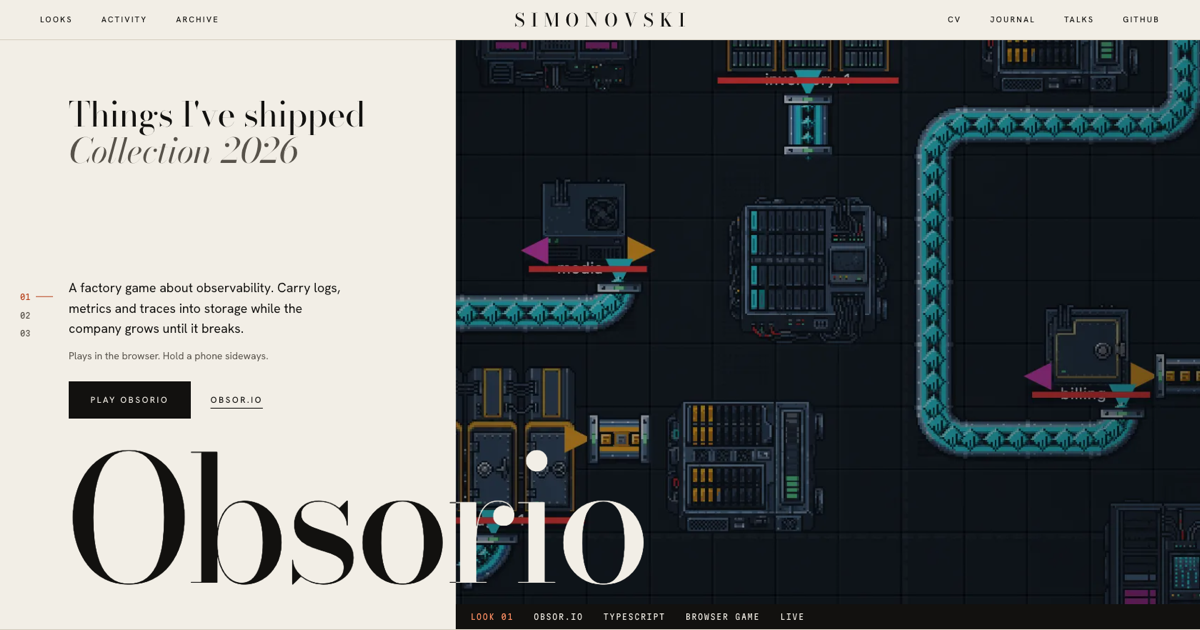 LOOKS ACTIVITY ARCHIVE
SIMONOVSKI
CV JOURNAL TALKS GITHUB
Things I've shipped
Collection 2026
01
02
03
A factory game about observability. Carry logs,
metrics and traces into storage while the
company grows until it breaks.
Plays in the browser. Hold a phone sideways.
PLAY OBSORIO
OBSOR.IO
media
billing
Obsorio
LOOK 01 OBSOR.IO TYPESCRIPT BROWSER GAME LIVE